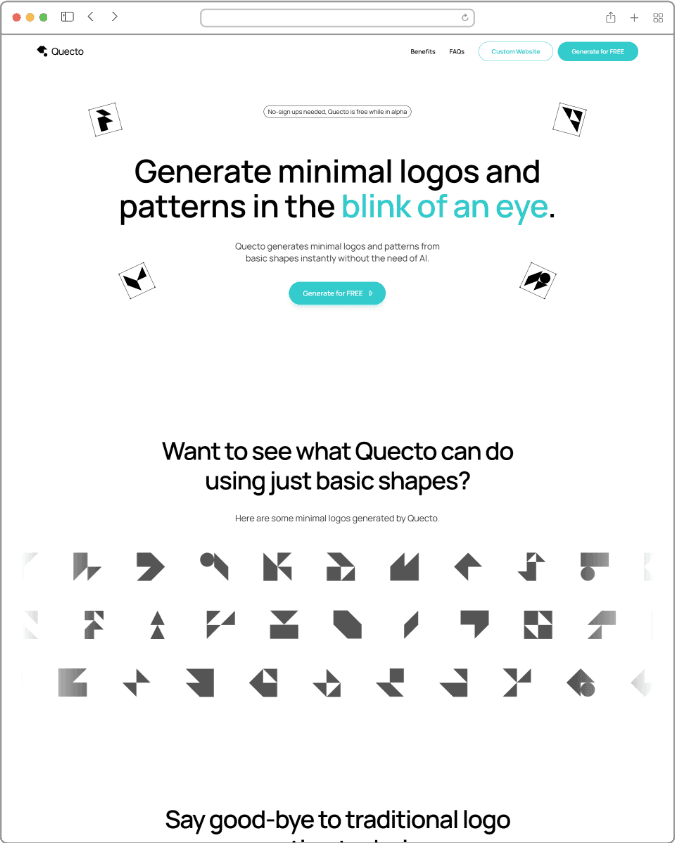 Quecto
Benefits
FAQs
Custom Website
Generate for FREE
No-sign ups needed, Quecto is free while in alpha
Generate minimal logos and
patterns in the blink of an eye.
Quecto generates minimal logos and patterns from
basic shapes instantly without the need of AI.
Generate for FREE
Want to see what Quecto can do
using just basic shapes?
Here are some minimal logos generated by Quecto.
Say good-bye to traditional logo